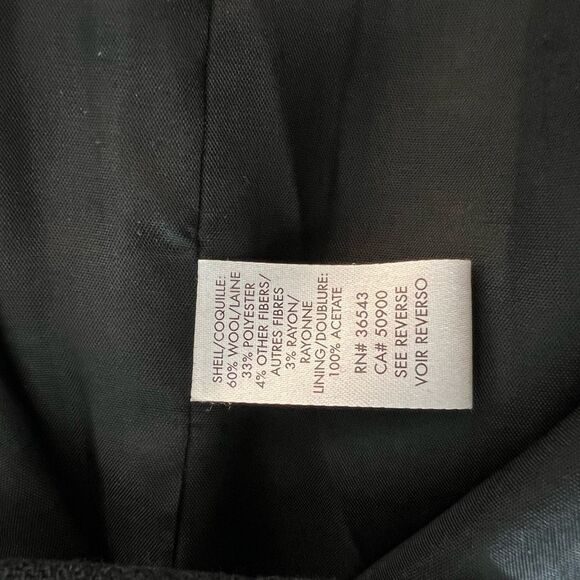 SHELL/COQUILLE:
60% WOOL/LAINE
33% POLYESTER
4% OTHER FIBERS/
AUTRES FIBRES
3% RAYON/
RAYONNE
LINING/DOUBLURE:
100% ACETATE
RN# 36543
CA# 50900
SEE REVERSE
VOIR REVERSO